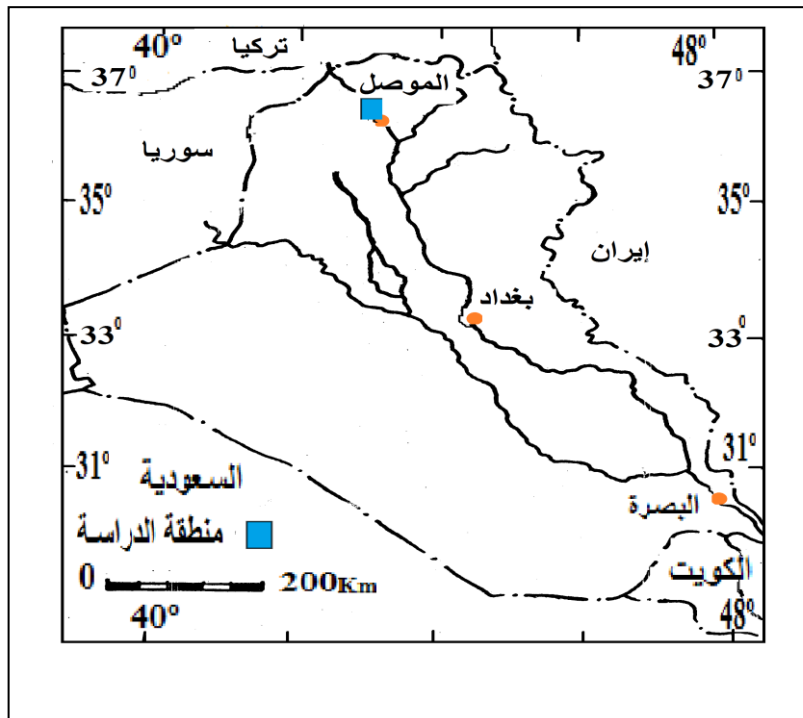 40° 48°
تركيا
37° الموصل 37°
سوريا
35° 35°
إيران
بغداد
33° 33°
31° 31°
السعودية
البصرة
منطقة الدراسة
الكويت
0 200Km
40° 48°